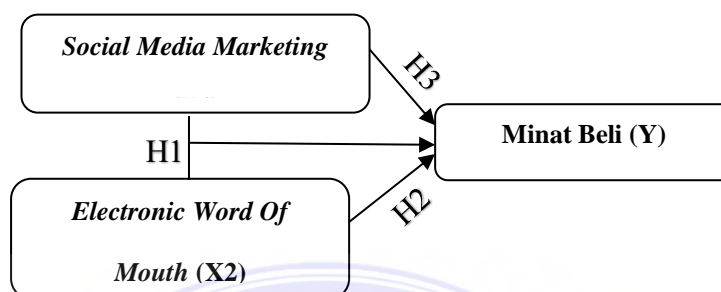 Social Media Marketing
H3
Minat Beli (Y)
H1
Electronic Word Of
H2
Mouth (X2)